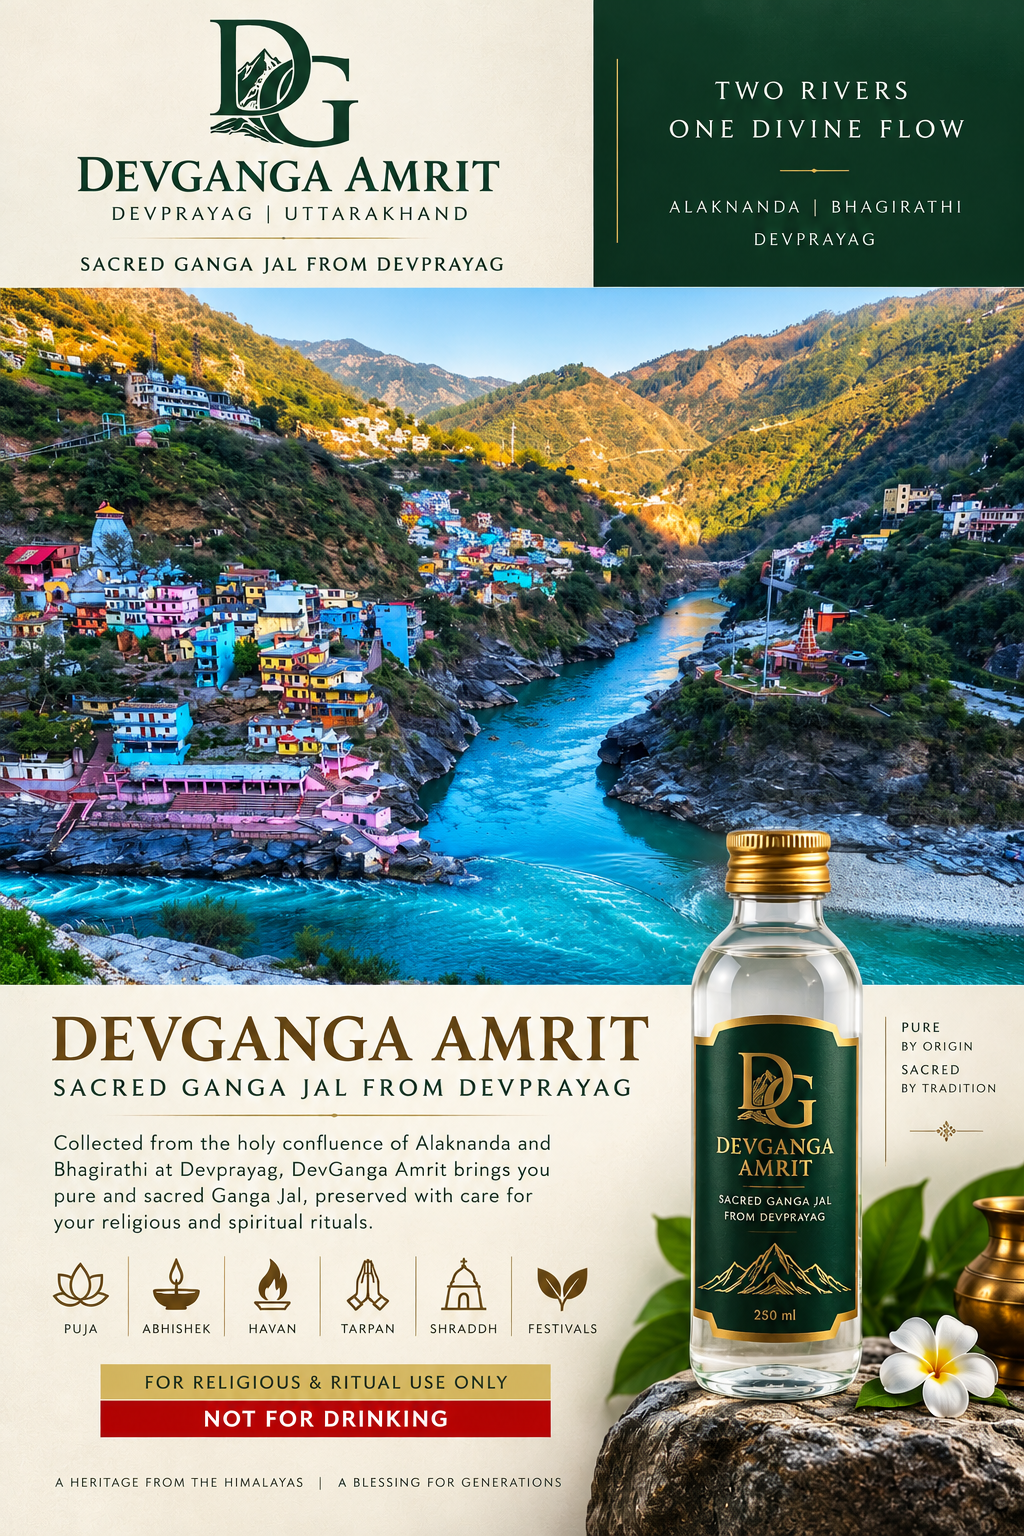 DG
DEVGANGA AMRIT
DEVPRAYAG | UTTARAKHAND
SACRED GANGA JAL FROM DEVPRAYAG
TWO RIVERS
ONE DIVINE FLOW
ALAKNANDA | BHAGIRATHI
DEVPRAYAG
DEVGANGA AMRIT
SACRED GANGA JAL FROM DEVPRAYAG
Collected from the holy confluence of Alaknanda and
Bhagirathi at Devprayag, DevGanga Amrit brings you
pure and sacred Ganga Jal, preserved with care for
your religious and spiritual rituals.
PUJA
ABHISHEK
HAVAN
TARPAN
SHRADDH
FESTIVALS
FOR RELIGIOUS & RITUAL USE ONLY
NOT FOR DRINKING
A HERITAGE FROM THE HIMALAYAS | A BLESSING FOR GENERATIONS
DG
DEVGANGA
AMRIT
SACRED GANGA JAL
FROM DEVPRAYAG
250 ml
PURE
BY ORIGIN
SACRED
BY TRADITION